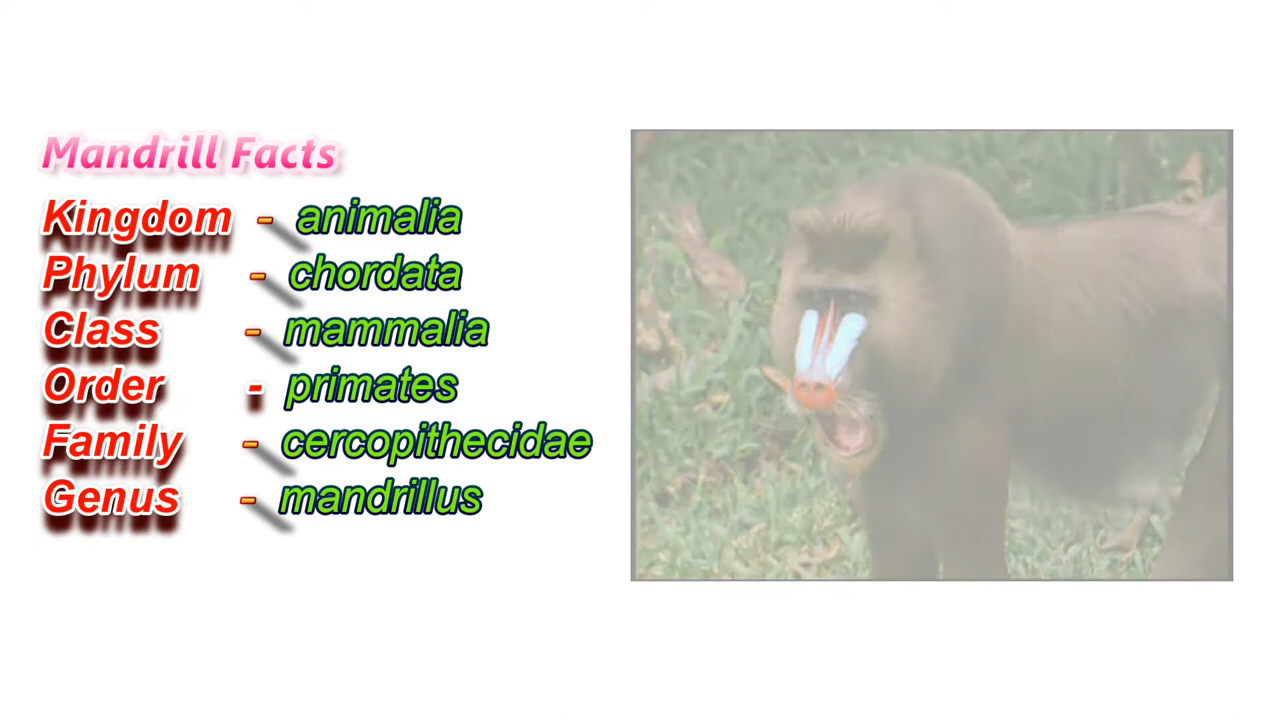 Mandrill Facts
Kingdom - animalia
Phylum - chordata
Class - mammalia
Order - primates
Family - cercopithecidae
Genus - mandrillus